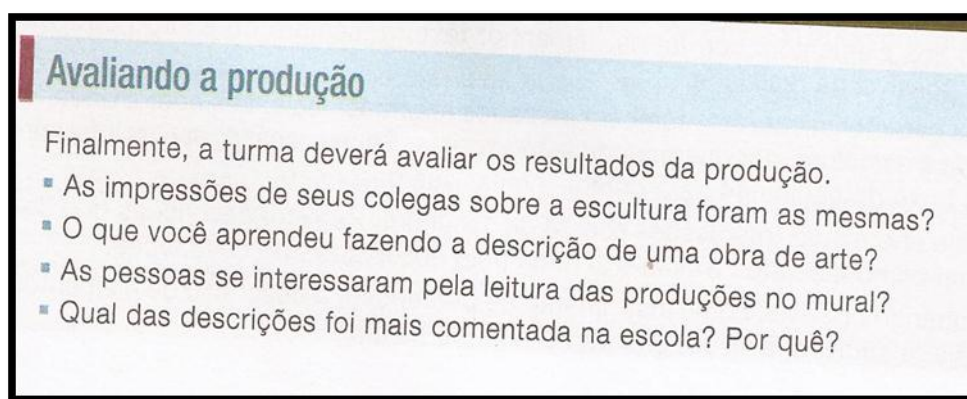 Avaliando a produção
Finalmente, a turma deverá avaliar os resultados da produção.
▪ As impressões de seus colegas sobre a escultura foram as mesmas?
▪ O que você aprendeu fazendo a descrição de uma obra de arte?
▪ As pessoas se interessaram pela leitura das produções no mural?
▪ Qual das descrições foi mais comentada na escola? Por quê?